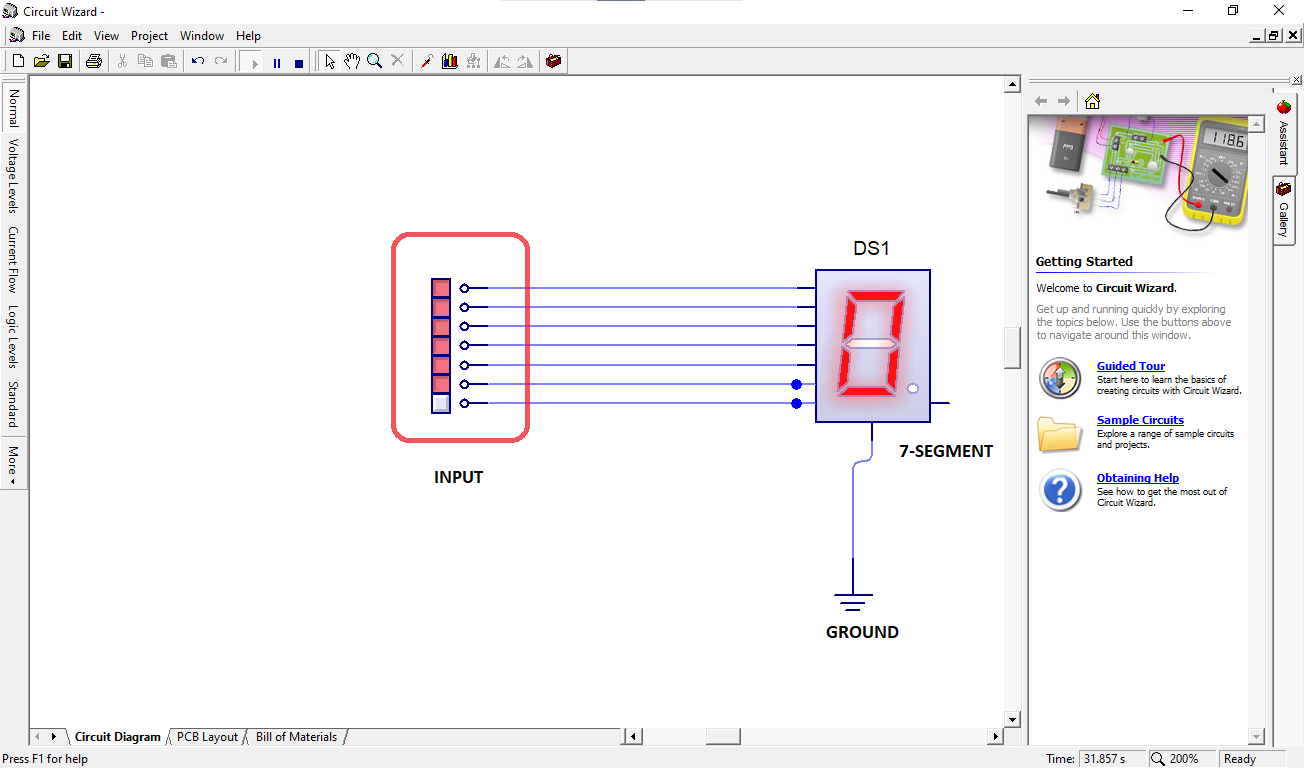 Circuit Wizard -
File Edit View Project Window Help
Normal
Voltage Levels
Current Flow
Logic Levels
Standard
More
DS1
INPUT
7-SEGMENT
GROUND
118.6
Getting Started
Welcome to Circuit Wizard.
Get up and running quickly by exploring
the topics below. Use the buttons above
to navigate around this window.
Guided Tour
Start here to learn the basics of
creating circuits with Circuit Wizard.
Sample Circuits
Explore a range of sample circuits
and projects.
Obtaining Help
See how to get the most out of
Circuit Wizard.
Assistant
Gallery
Circuit Diagram PCB Layout Bill of Materials
Press F1 for help Time: 31.857 s 200% Ready